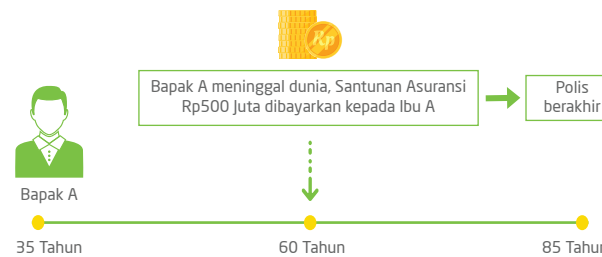 Rp
Bapak A meninggal dunia, Santunan Asuransi
Rp500 Juta dibayarkan kepada Ibu A
Polis
berakhir
Bapak A
35 Tahun
60 Tahun
85 Tahun